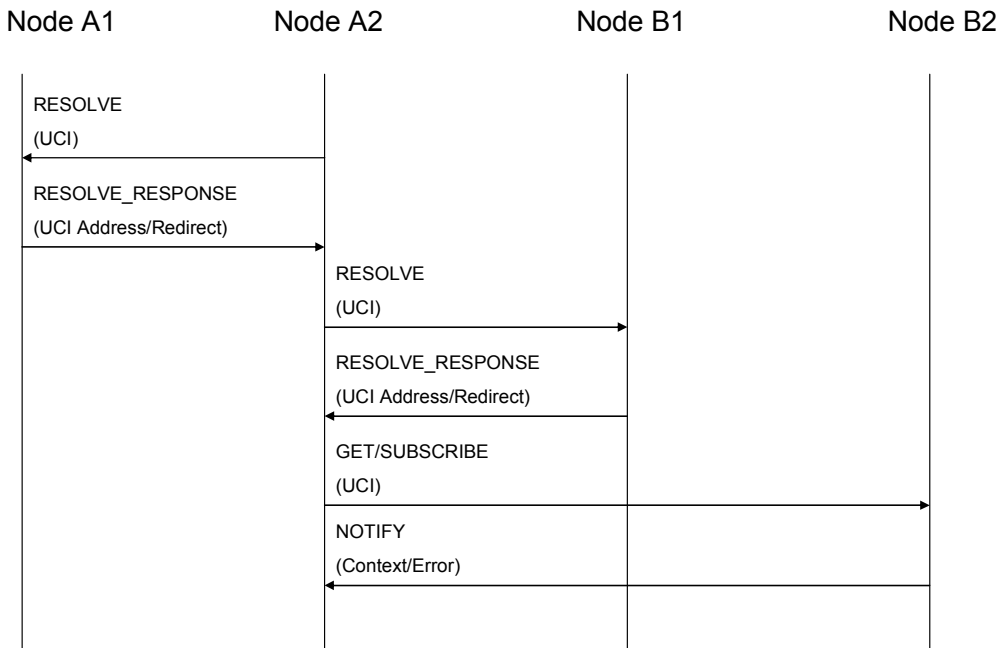 Node A1
Node A2
Node B1
Node B2
RESOLVE
(UCI)
RESOLVE_RESPONSE
(UCI Address/Redirect)
RESOLVE
(UCI)
RESOLVE_RESPONSE
(UCI Address/Redirect)
GET/SUBSCRIBE
(UCI)
NOTIFY
(Context/Error)